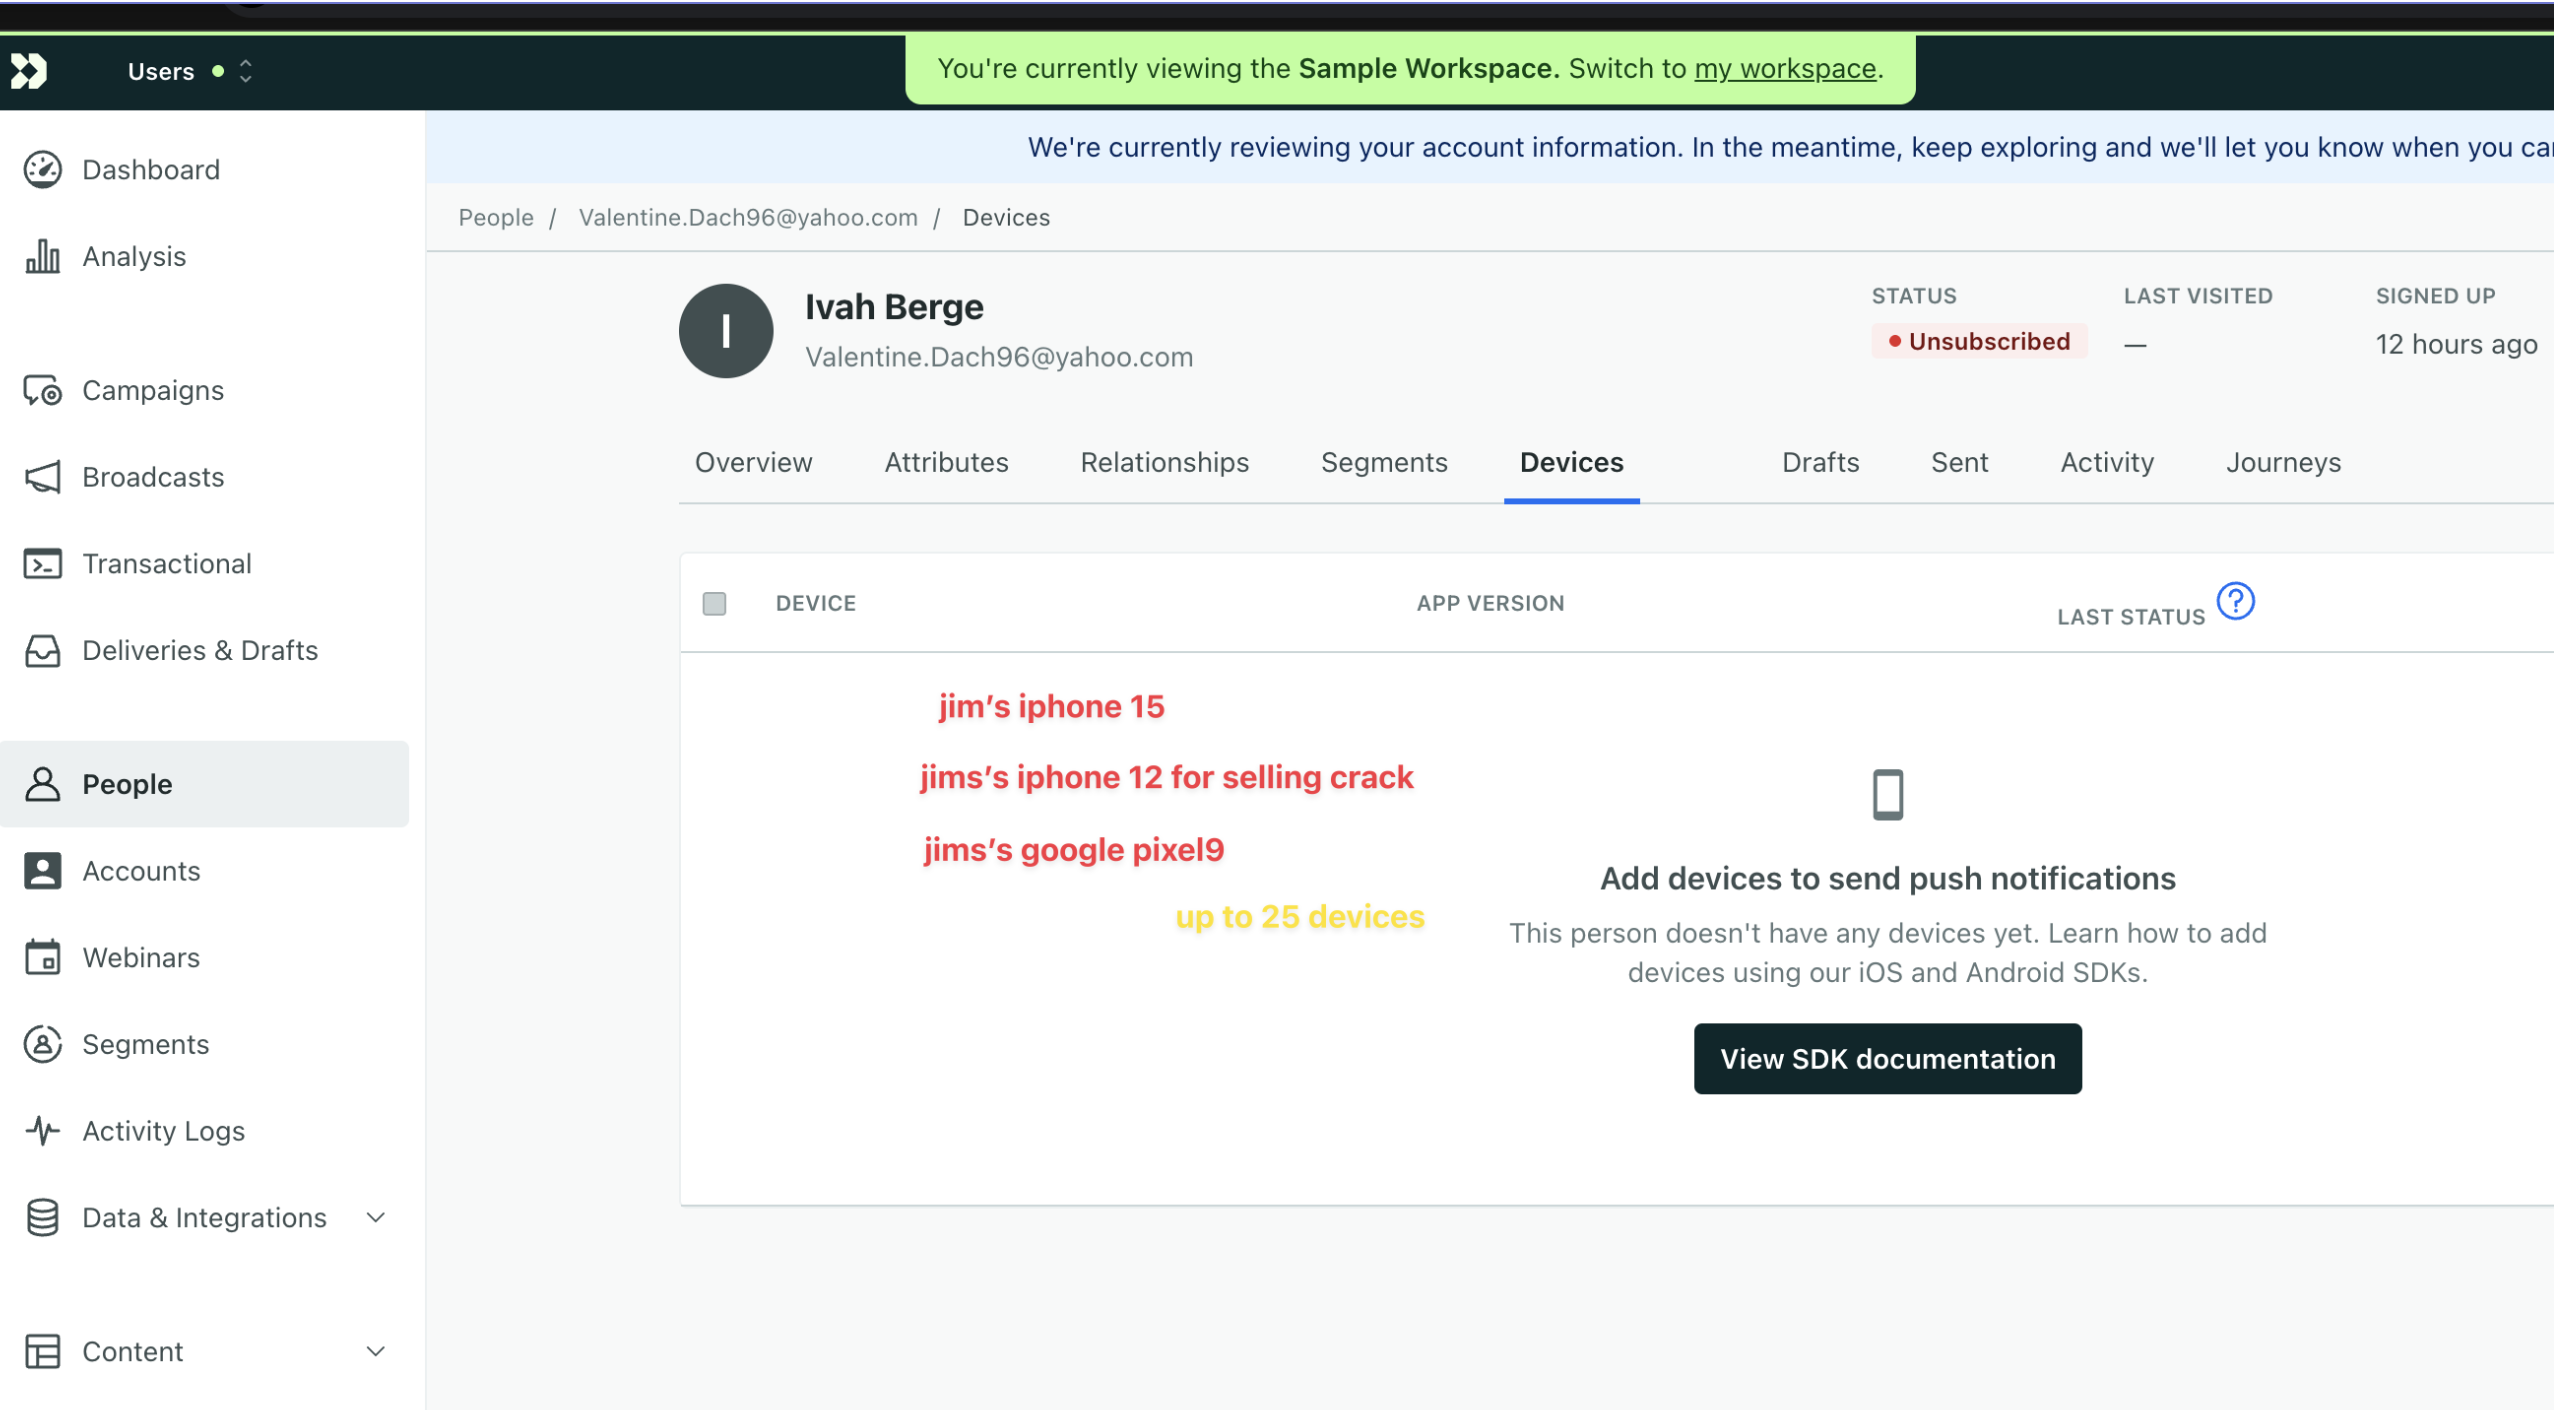 Users
You're currently viewing the Sample Workspace. Switch to my workspace.
Dashboard
Analysis
Campaigns
Broadcasts
Transactional
Deliveries & Drafts
People
Accounts
Webinars
Segments
Activity Logs
Data & Integrations
Content
We're currently reviewing your account information. In the meantime, keep exploring and we'll let you know when you
People / Valentine.Dach96@yahoo.com / Devices
I
Ivah Berge
Valentine.Dach96@yahoo.com
STATUS
Unsubscribed
LAST VISITED
—
SIGNED UP
12 hours ago
Overview Attributes Relationships Segments Devices Drafts Sent Activity Journeys
DEVICE APP VERSION LAST STATUS ?
jim’s iphone 15
jims’s iphone 12 for selling crack
jims’s google pixel9
up to 25 devices
Add devices to send push notifications
This person doesn't have any devices yet. Learn how to add
devices using our iOS and Android SDKs.
View SDK documentation